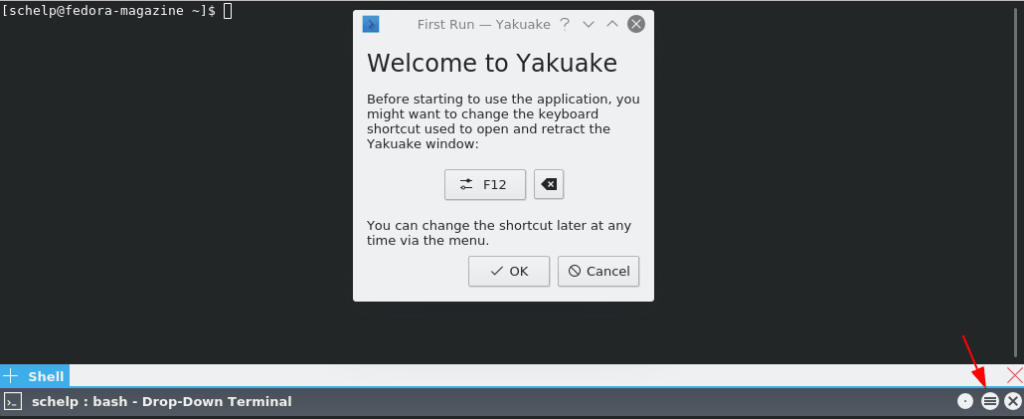 [schelp@fedora-magazine ~]$
First Run — Yakuake
Welcome to Yakuake
Before starting to use the application, you
might want to change the keyboard
shortcut used to open and retract the
Yakuake window:
F12
You can change the shortcut later at any
time via the menu.
OK
Cancel
Shell
schelp : bash - Drop-Down Terminal